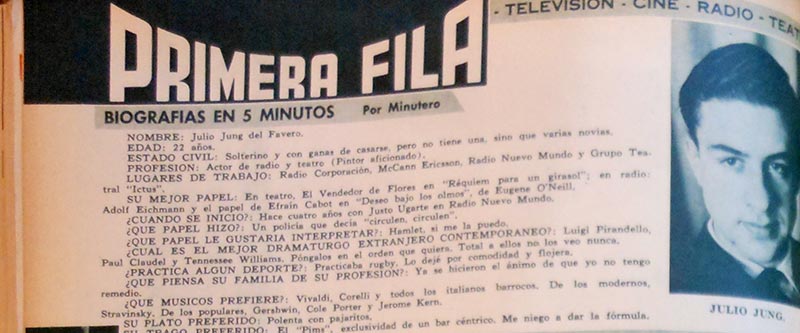 - TELEVISION - CINE - RADIO - TEAT
PRIMERA FILA
BIOGRAFIAS EN 5 MINUTOS Por Minutero
NOMBRE: Julio Jung del Favero.
EDAD: 22 años.
ESTADO CIVIL: Solterino y con ganas de casarse, pero no tiene una, sino que varias novias.
PROFESION: Actor de radio y teatro (Pintor aficionado).
LUGARES DE TRABAJO: Radio Corporación, McCann Ericsson, Radio Nuevo Mundo y Grupo Tea-
tral "Ictus".
SU MEJOR PAPEL: En teatro, El Vendedor de Flores en "Réquiem para un girasol"; en radio:
Adolf Eichmann y el papel de Efraín Cabot en "Deseo bajo los olmos", de Eugene O'Neill.
¿CUANDO SE INICIO?: Hace cuatro años con Justo Ugarte en Radio Nuevo Mundo.
¿QUE PAPEL HIZO?: Un policía que decía "circulen, circulen".
¿QUE PAPEL LE GUSTARIA INTERPRETAR?: Hamlet, si me la puedo.
¿CUAL ES EL MEJOR DRAMATURGO EXTRANJERO CONTEMPORANEO?: Luigi Pirandello,
Paul Claudel y Tennessee Williams. Póngalos en el orden que quiera. Total a ellos no los veo nunca.
¿PRACTICA ALGUN DEPORTE?: Practicaba rugby. Lo dejé por comodidad y flojera.
¿QUE PIENSA SU FAMILIA DE SU PROFESION?: Ya se hicieron el ánimo de que yo no tengo
remedio.
¿QUE MUSICOS PREFIERE?: Vivaldi, Corelli y todos los italianos barrocos. De los modernos,
Stravinsky. De los populares, Gershwin, Cole Porter y Jerome Kern.
SU PLATO PREFERIDO: Polenta con pajaritos.
SU TRAGO PREFERIDO: El "Pims", exclusividad de un bar céntrico. Me niego a dar la fórmula.
JULIO JUNG.